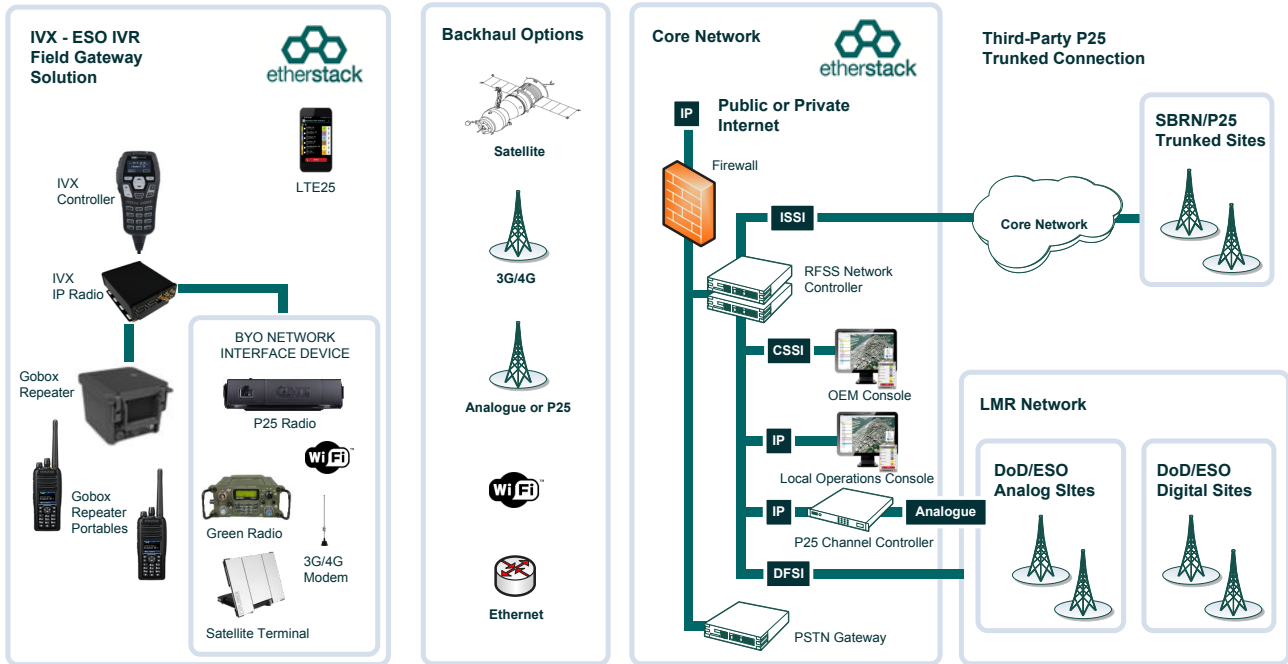 IVX - ESO IVR
Field Gateway
Solution
etherstack
LTE25
IVX
Controller
IVX
IP Radio
Gobox
Repeater
Gobox
Repeater
Portables
BYO NETWORK
INTERFACE DEVICE
P25 Radio
WiFi
Green Radio
3G/4G
Modem
Satellite Terminal
Backhaul Options
Satellite
3G/4G
Analogue or P25
WiFi
Ethernet
Core Network
etherstack
IP
Public or Private
Internet
Firewall
ISSI
RFSS Network
Controller
CSSI
OEM Console
IP
Local Operations Console
IP
Analogue
P25 Channel Controller
DFSI
PSTN Gateway
Third-Party P25
Trunked Connection
Core Network
SBRN/P25
Trunked Sites
LMR Network
DoD/ESO
Analog SItes
DoD/ESO
Digital Sites